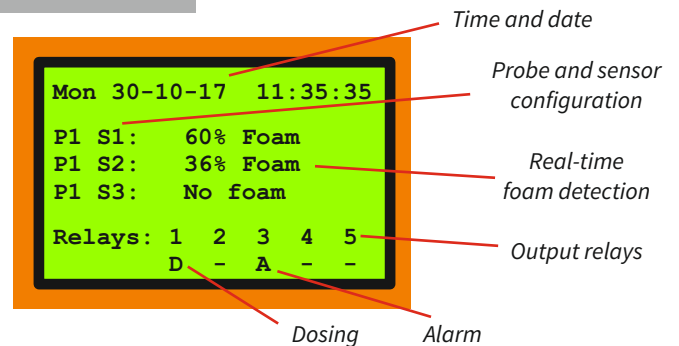 Time and date
Mon 30-10-17 11:35:35
Probe and sensor
configuration
P1 S1: 60% Foam
P1 S2: 36% Foam
P1 S3: No foam
Real-time
foam detection
Relays: 1 2 3 4 5
D - A - -
Output relays
Dosing
Alarm